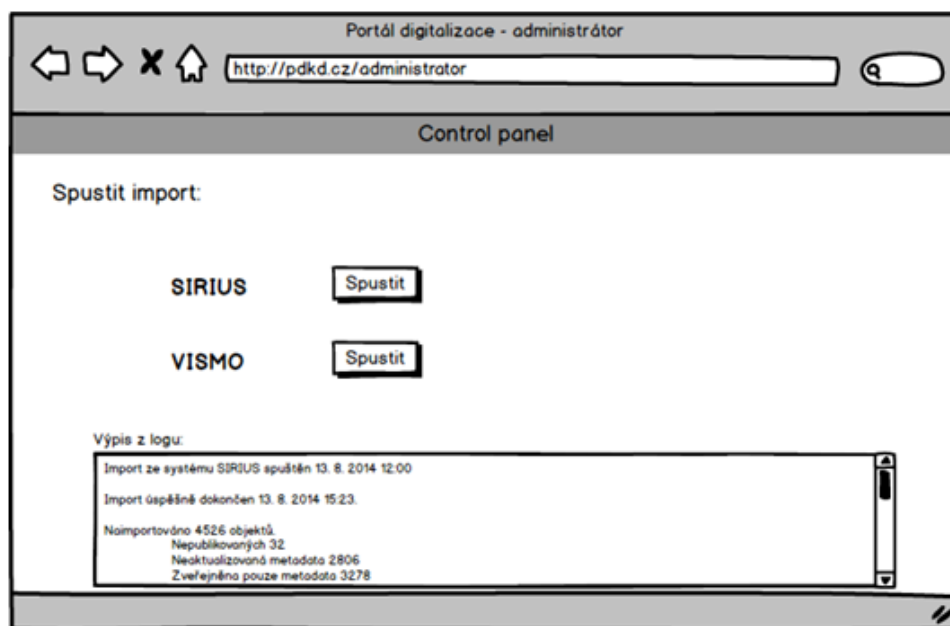 Portál digitalizace - administrátor
http://pdkd.cz/administrator
Control panel
Spustit import:
SIRIUS Spustit
VISMO Spustit
Výpis z logu:
Import ze systému SIRIUS spuštěn 13. 8. 2014 12:00
Import úspěšně dokončen 13. 8. 2014 15:23.
Naimportováno 4526 objektů.
Nepublikovaných 32
Neaktualizovaná metadata 2806
Zveřejněna pouze metadata 3278